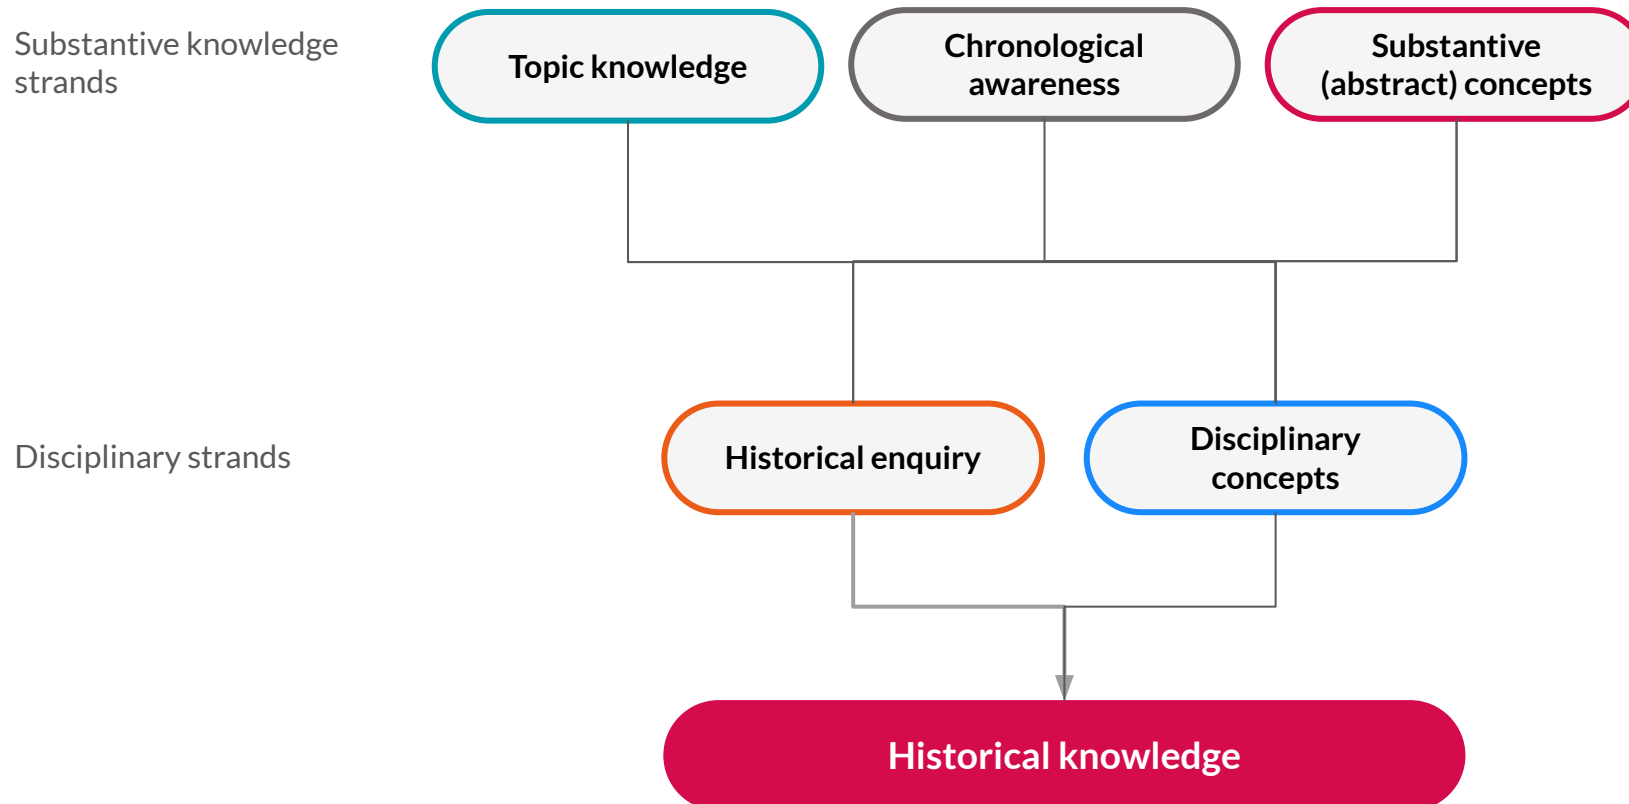 Substantive knowledge
strands
Topic knowledge
Chronological
awareness
Substantive
(abstract) concepts
Disciplinary strands
Historical enquiry
Disciplinary
concepts
Historical knowledge